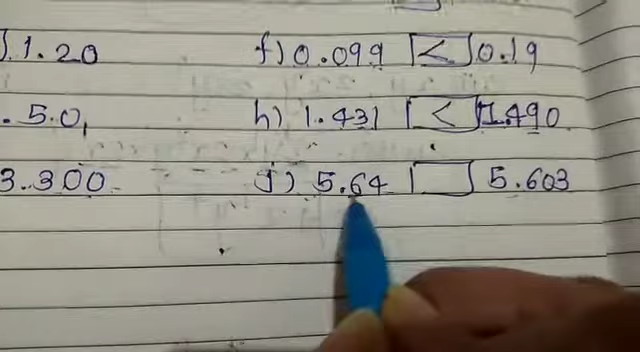 ).1.20 f) 0.099 < 0.19
.5.0, h) 1.431 < 1.490
3.300 j) 5.64 5.603